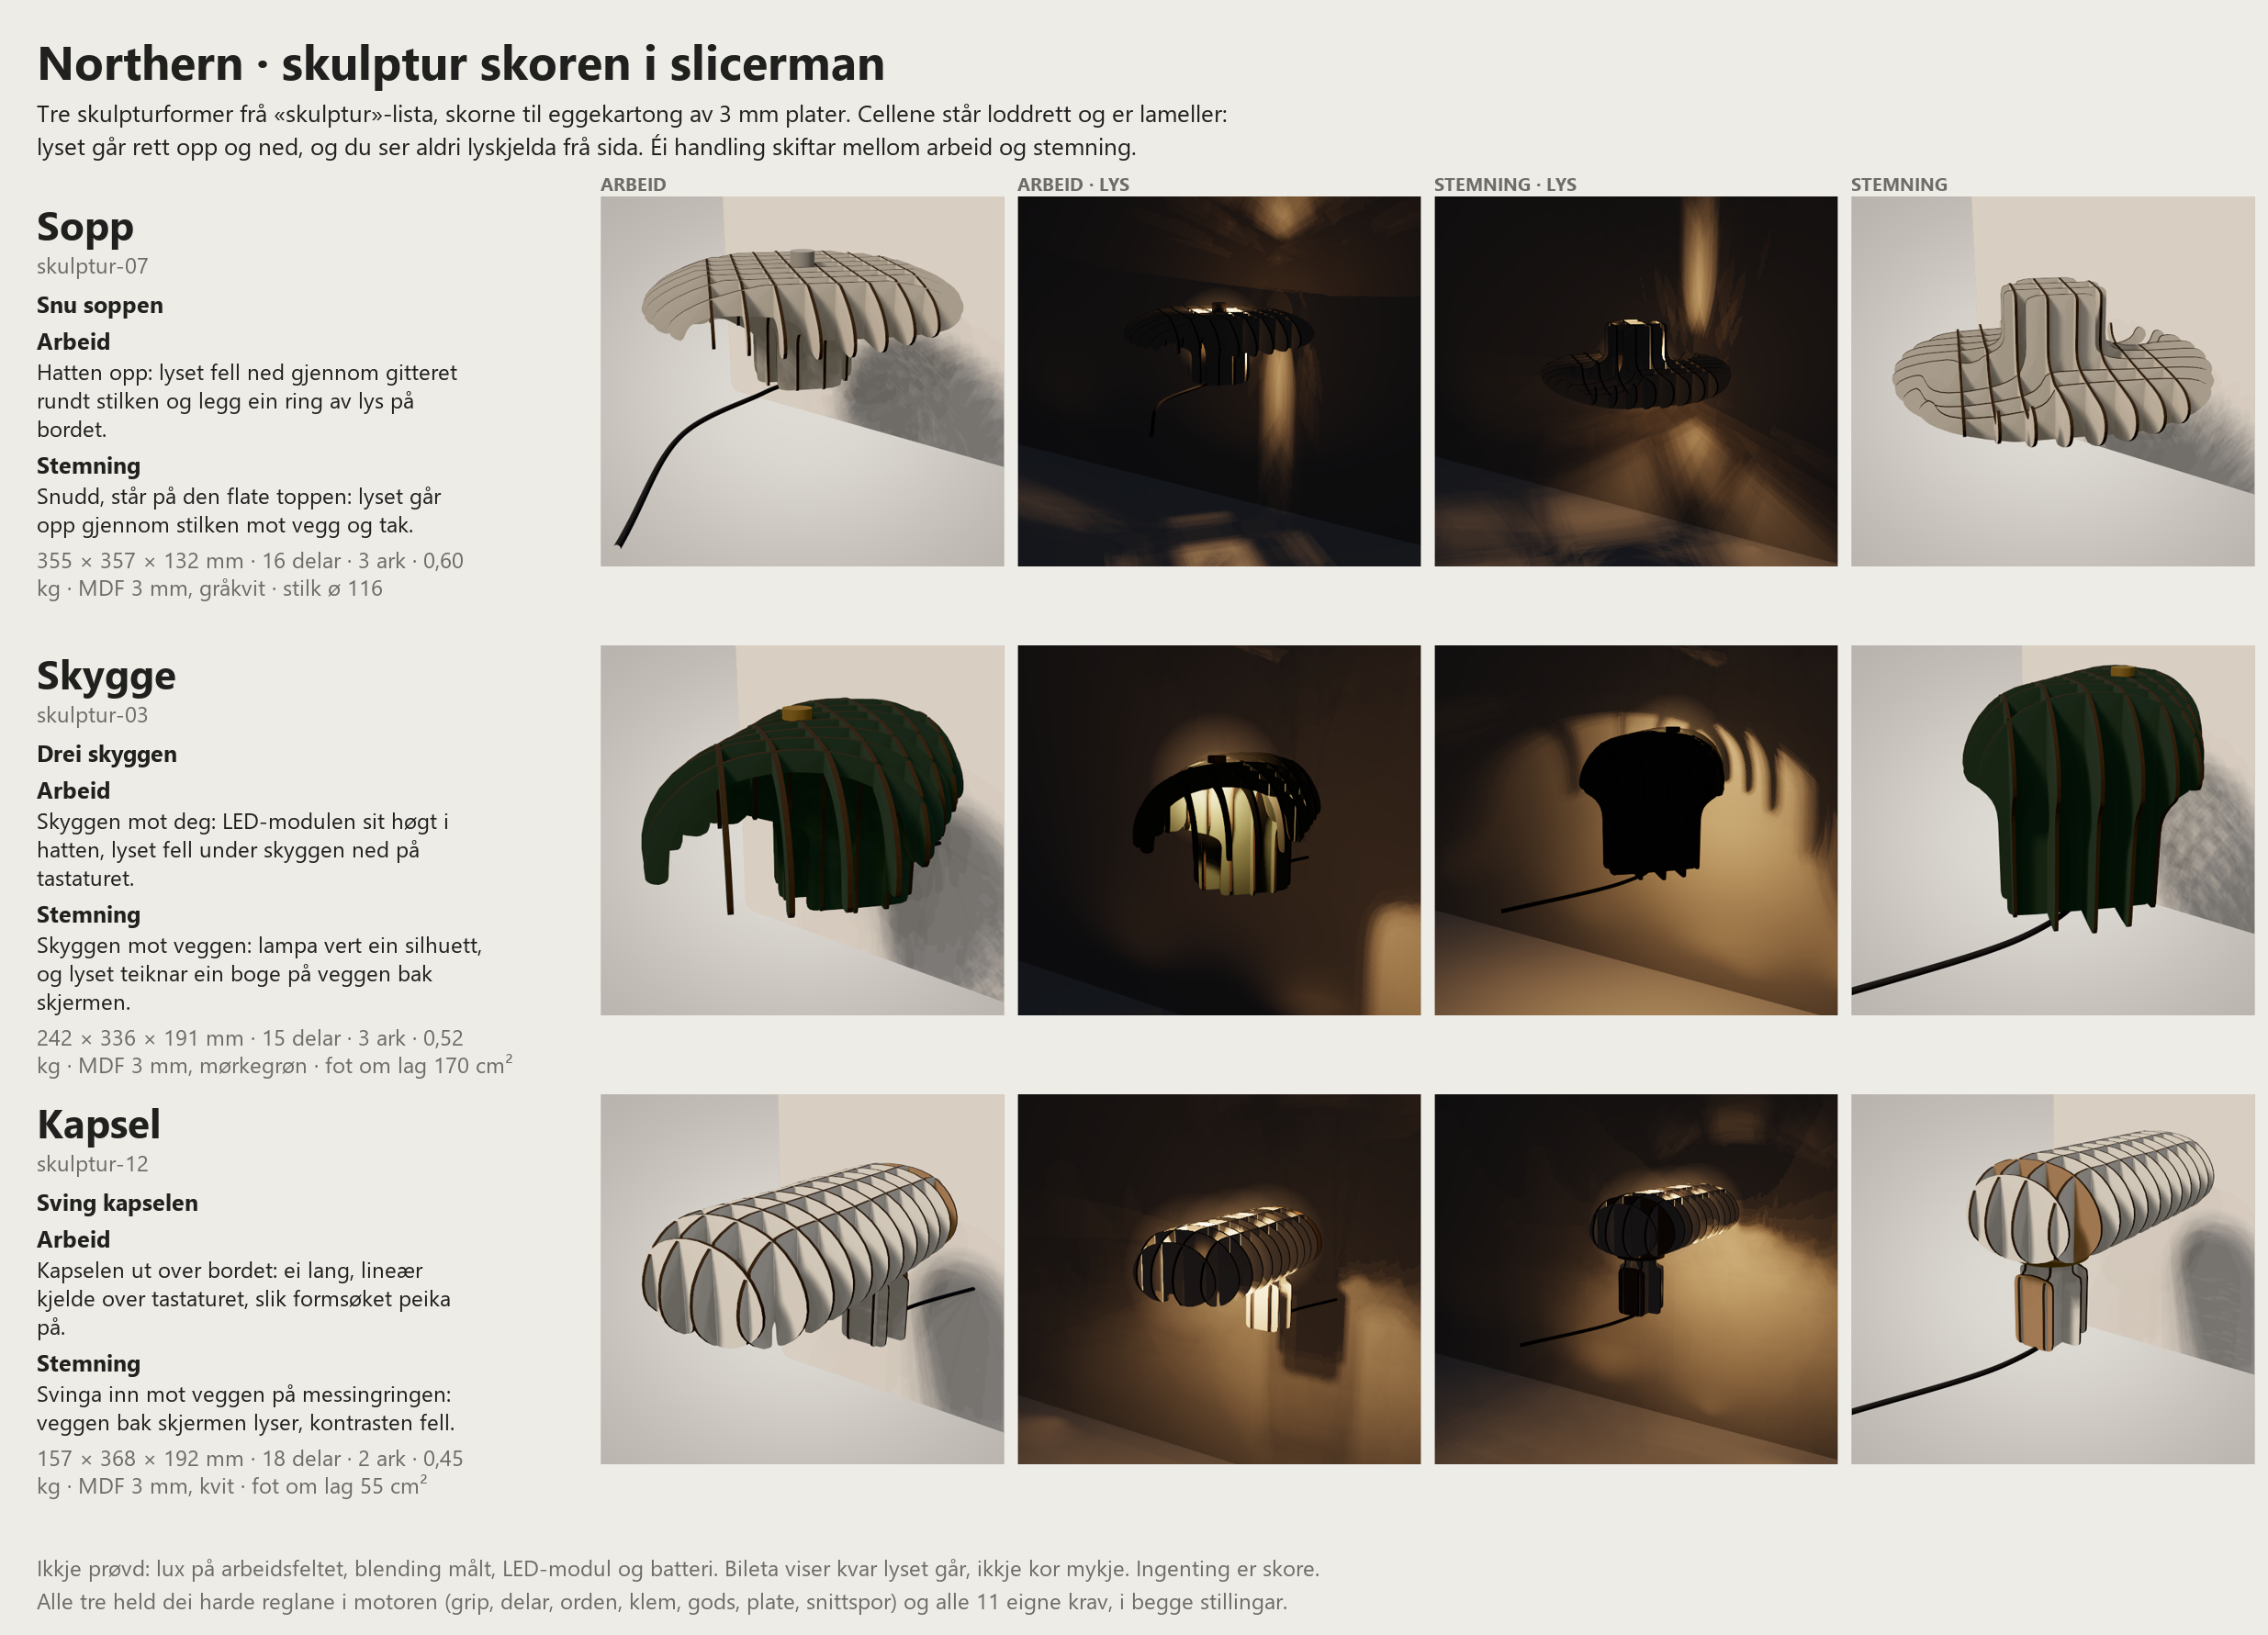 Northern · skulptur skoren i slicerman
Tre skulpturformer frå «skulptur»-lista, skorne til eggekartong av 3 mm plater. Cellene står loddrett og er lameller:
lyset går rett opp og ned, og du ser aldri lyskjelda frå sida. Éi handling skiftar mellom arbeid og stemning.
ARBEID
ARBEID · LYS
STEMNING · LYS
STEMNING
Sopp
skulptur-07
Snu soppen
Arbeid
Hatten opp: lyset fell ned gjennom gitteret
rundt stilken og legg ein ring av lys på
bordet.
Stemning
Snudd, står på den flate toppen: lyset går
opp gjennom stilken mot vegg og tak.
355 × 357 × 132 mm · 16 delar · 3 ark · 0,60
kg · MDF 3 mm, gråkvit · stilk ø 116
Skygge
skulptur-03
Drei skyggen
Arbeid
Skyggen mot deg: LED-modulen sit høgt i
hatten, lyset fell under skyggen ned på
tastaturet.
Stemning
Skyggen mot veggen: lampa vert ein silhuett,
og lyset teiknar ein boge på veggen bak
skjermen.
242 × 336 × 191 mm · 15 delar · 3 ark · 0,52
kg · MDF 3 mm, mørkegrøn · fot om lag 170 cm²
Kapsel
skulptur-12
Sving kapselen
Arbeid
Kapselen ut over bordet: ei lang, lineær
kjelde over tastaturet, slik formsøket peika
på.
Stemning
Svinga inn mot veggen på messingringen:
veggen bak skjermen lyser, kontrasten fell.
157 × 368 × 192 mm · 18 delar · 2 ark · 0,45
kg · MDF 3 mm, kvit · fot om lag 55 cm²
Ikkje prøvd: lux på arbeidsfeltet, blending målt, LED-modul og batteri. Bileta viser kvar lyset går, ikkje kor mykje. Ingenting er skore.
Alle tre held dei harde reglane i motoren (grip, delar, orden, klem, gods, plate, snittspor) og alle 11 eigne krav, i begge stillingar.